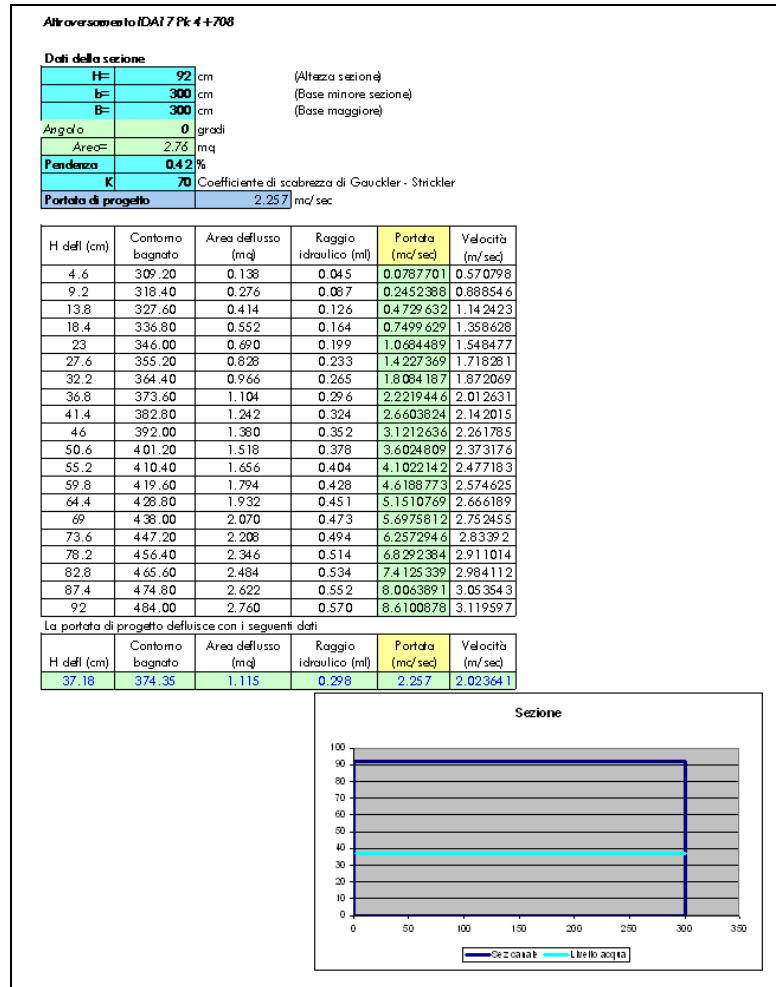 Attraversamento IDAI7 Pk 4+708
Dati della sezione
H= 92 cm (Altezza sezione)
b= 300 cm (Base minore sezione)
B= 300 cm (Base maggiore)
Angolo 0 gradi
Area= 2.76 mq
Pendenza 0.42 %
K 70 Coefficiente di scabrezza di Gauckler - Strickler
Portata di progetto 2.257 mc/sec
H defl (cm) Contorno bagnato Area deflusso (mq) Raggio idraulico (ml) Portata (mc/sec) Velocità (m/sec)
4.6 309.20 0.138 0.045 0.0787701 0.570798
9.2 318.40 0.276 0.087 0.2452388 0.888546
13.8 327.60 0.414 0.126 0.4729632 1.142423
18.4 336.80 0.552 0.164 0.7499629 1.358628
23 346.00 0.690 0.199 1.0684489 1.548477
27.6 355.20 0.828 0.233 1.4227369 1.718281
32.2 364.40 0.966 0.265 1.8084187 1.872069
36.8 373.60 1.104 0.296 2.2219446 2.012631
41.4 382.80 1.242 0.324 2.6603824 2.142015
46 392.00 1.380 0.352 3.1212636 2.261785
50.6 401.20 1.518 0.378 3.6024809 2.373176
55.2 410.40 1.656 0.404 4.1022142 2.477183
59.8 419.60 1.794 0.428 4.6188773 2.574625
64.4 428.80 1.932 0.451 5.1510769 2.666189
69 438.00 2.070 0.473 5.6975812 2.752455
73.6 447.20 2.208 0.494 6.2572946 2.83392
78.2 456.40 2.346 0.514 6.8292384 2.911014
82.8 465.60 2.484 0.534 7.4125339 2.984112
87.4 474.80 2.622 0.552 8.0063891 3.053543
92 484.00 2.760 0.570 8.6100878 3.119597
La portata di progetto defluisce con i seguenti dati
H defl (cm) Contorno bagnato Area deflusso (mq) Raggio idraulico (ml) Portata (mc/sec) Velocità (m/sec)
37.18 374.35 1.115 0.298 2.257 2.023641
Sezione
100
90
80
70
60
50
40
30
20
10
0
0 50 100 150 200 250 300 350
Sez canale Livello acqua